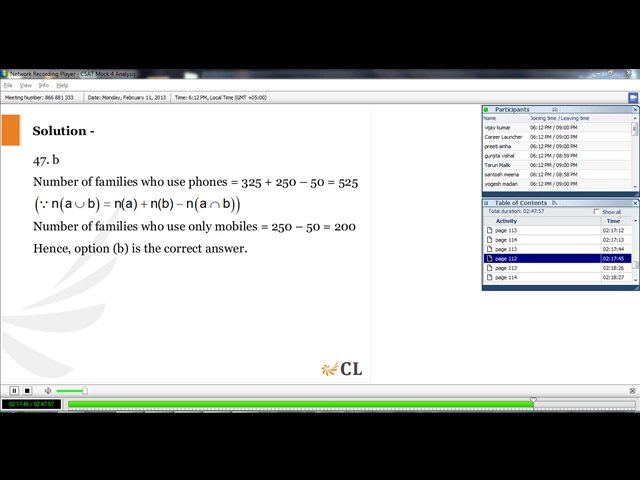 Network Recording Player - CSAT Mock 4 Analysis
File View Info Help
Meeting Number: 866 881 333 Date: Monday, February 11, 2013 Time: 6:12 PM, Local Time (GMT +05:00)
Solution -
47. b
Number of families who use phones = 325 + 250 – 50 = 525
(∵ n(a ∪ b) = n(a) + n(b) – n(a ∩ b))
Number of families who use only mobiles = 250 – 50 = 200
Hence, option (b) is the correct answer.
CL
Participants
Name Joining time / Leaving time
vijay kumar 06:12 PM / 09:00 PM
Career Launcher 06:12 PM / 09:00 PM
preeti sinha 06:12 PM / 09:00 PM
gunjita vishal 06:12 PM / 08:59 PM
Tarun Malik 06:12 PM / 09:00 PM
santosh meena 06:12 PM / 08:58 PM
yogesh madan 06:12 PM / 09:00 PM
Table of Contents
Total duration: 02:47:57 Show all
Activity Time
page 113 02:17:12
page 114 02:17:13
page 113 02:17:44
page 112 02:17:45
page 113 02:18:26
page 114 02:18:27
02:17:45 / 02:47:57